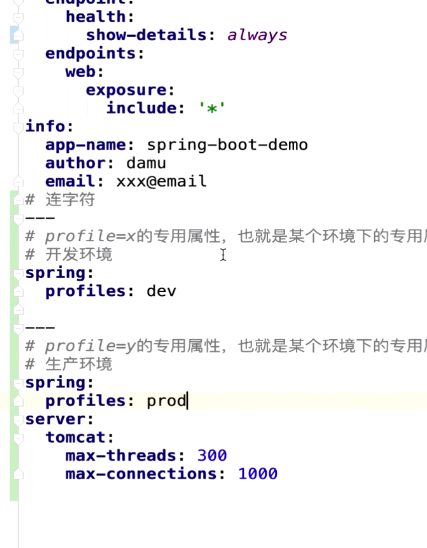 endpoint:
health:
show-details: always
endpoints:
web:
exposure:
include: '*'
info:
app-name: spring-boot-demo
author: damu
email: xxx@email
# 连字符
---
# profile=x的专用属性，也就是某个环境下的专用
# 开发环境
spring:
profiles: dev
---
# profile=y的专用属性，也就是某个环境下的专用
# 生产环境
spring:
profiles: prod
server:
tomcat:
max-threads: 300
max-connections: 1000